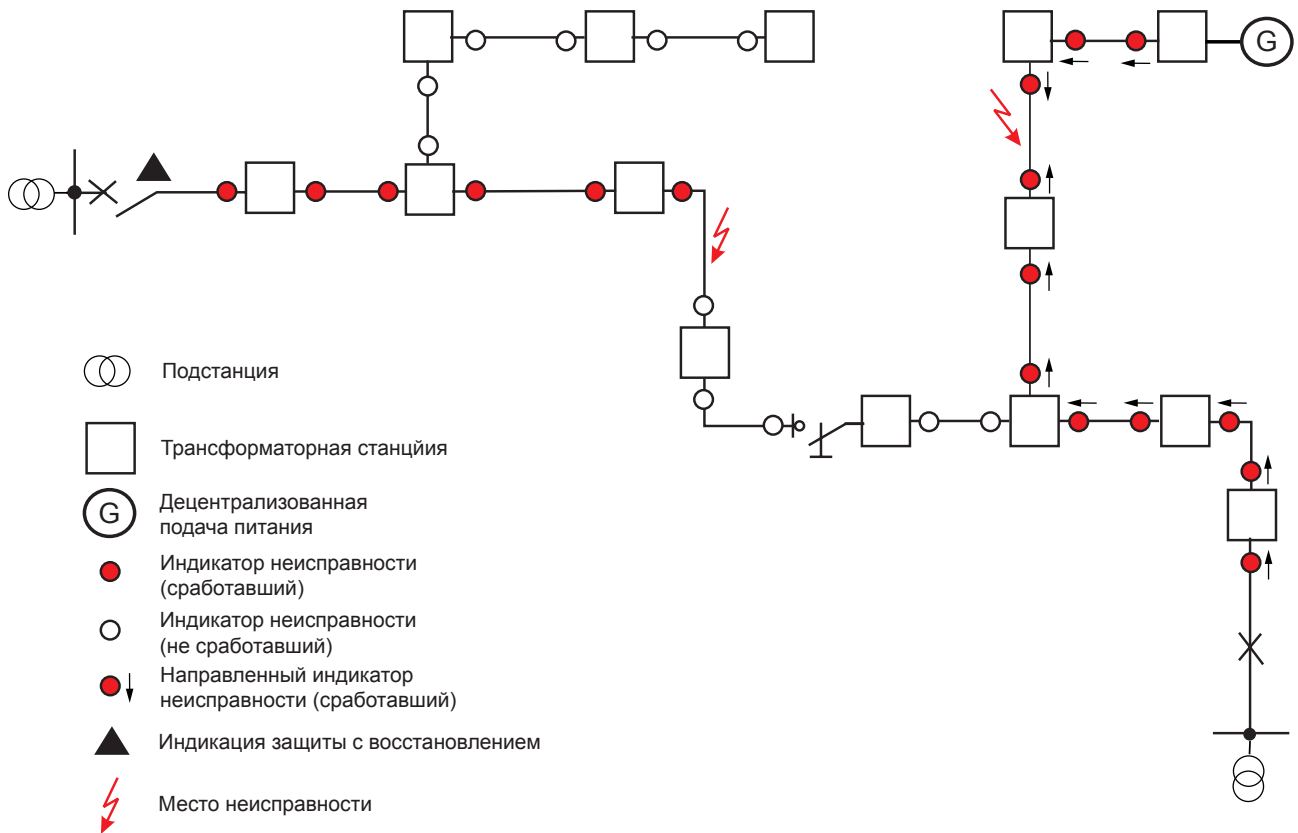 G
Подстанция
Трансформаторная станцйия
G
Децентрализованная
подача питания
Индикатор неисправности
(сработавший)
Индикатор неисправности
(не сработавший)
Направленный индикатор
неисправности (сработавший)
Индикация защиты с восстановлением
Место неисправности